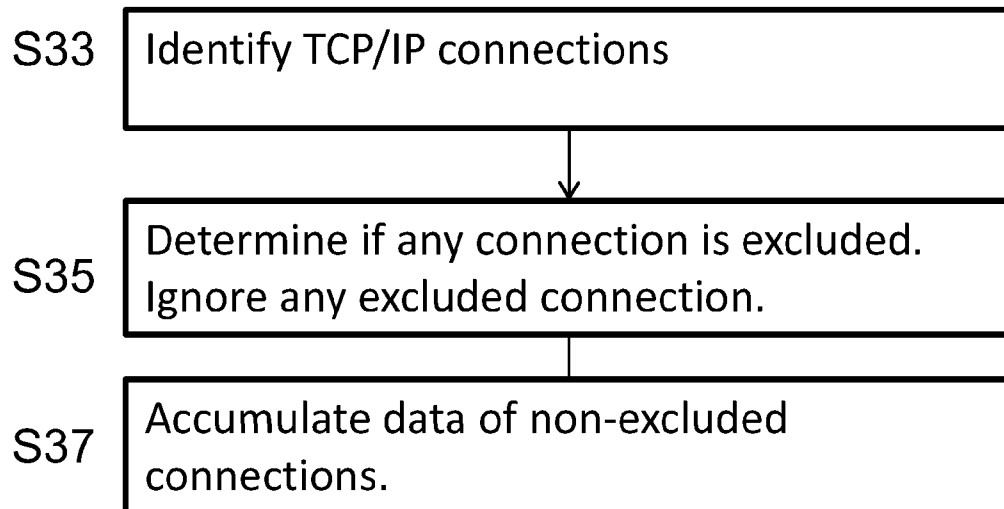 S33
Identify TCP/IP connections
S35
Determine if any connection is excluded.
Ignore any excluded connection.
S37
Accumulate data of non-excluded
connections.